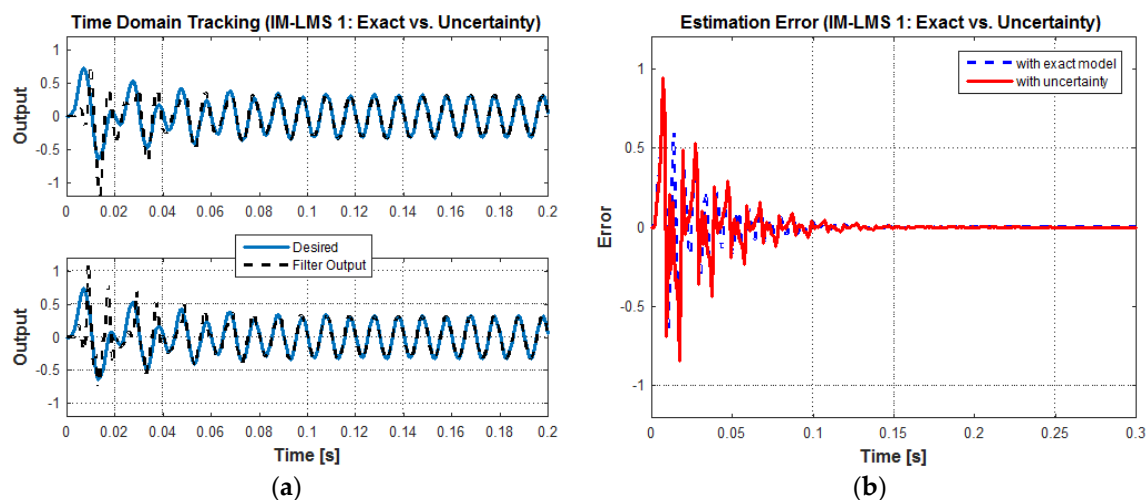 Time Domain Tracking (IM-LMS 1: Exact vs. Uncertainty)
Output
1
0.5
0
-0.5
-1
0 0.02 0.04 0.06 0.08 0.1 0.12 0.14 0.16 0.18 0.2
Desired
Filter Output
Output
1
0.5
0
-0.5
-1
0 0.02 0.04 0.06 0.08 0.1 0.12 0.14 0.16 0.18 0.2
Time [s]
(a)
Estimation Error (IM-LMS 1: Exact vs. Uncertainty)
with exact model
with uncertainty
Error
1
0.5
0
-0.5
-1
0 0.05 0.1 0.15 0.2 0.25 0.3
Time [s]
(b)